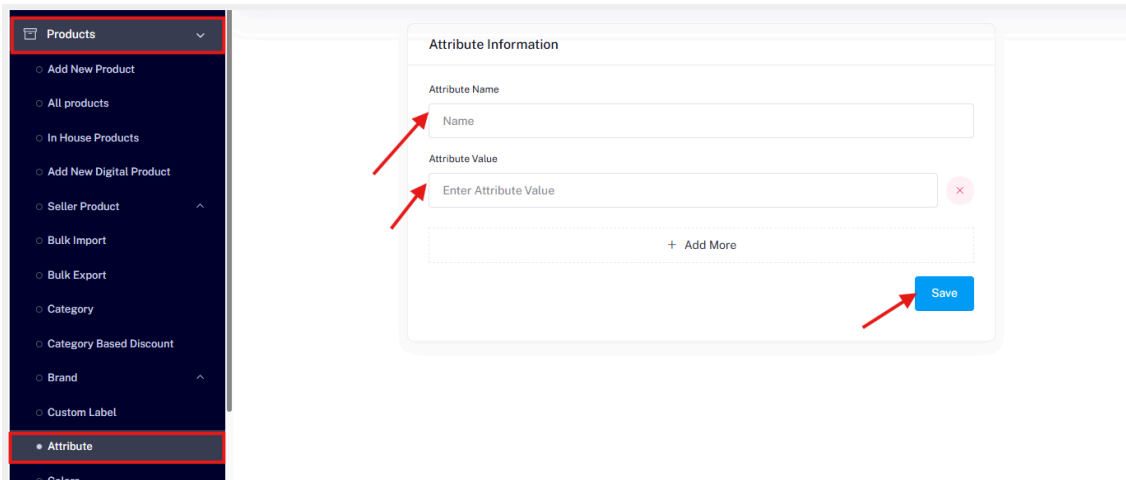 Products
Add New Product
All products
In House Products
Add New Digital Product
Seller Product
Bulk Import
Bulk Export
Category
Category Based Discount
Brand
Custom Label
Attribute
Colors
Attribute Information
Attribute Name
Name
Attribute Value
Enter Attribute Value
+ Add More
Save